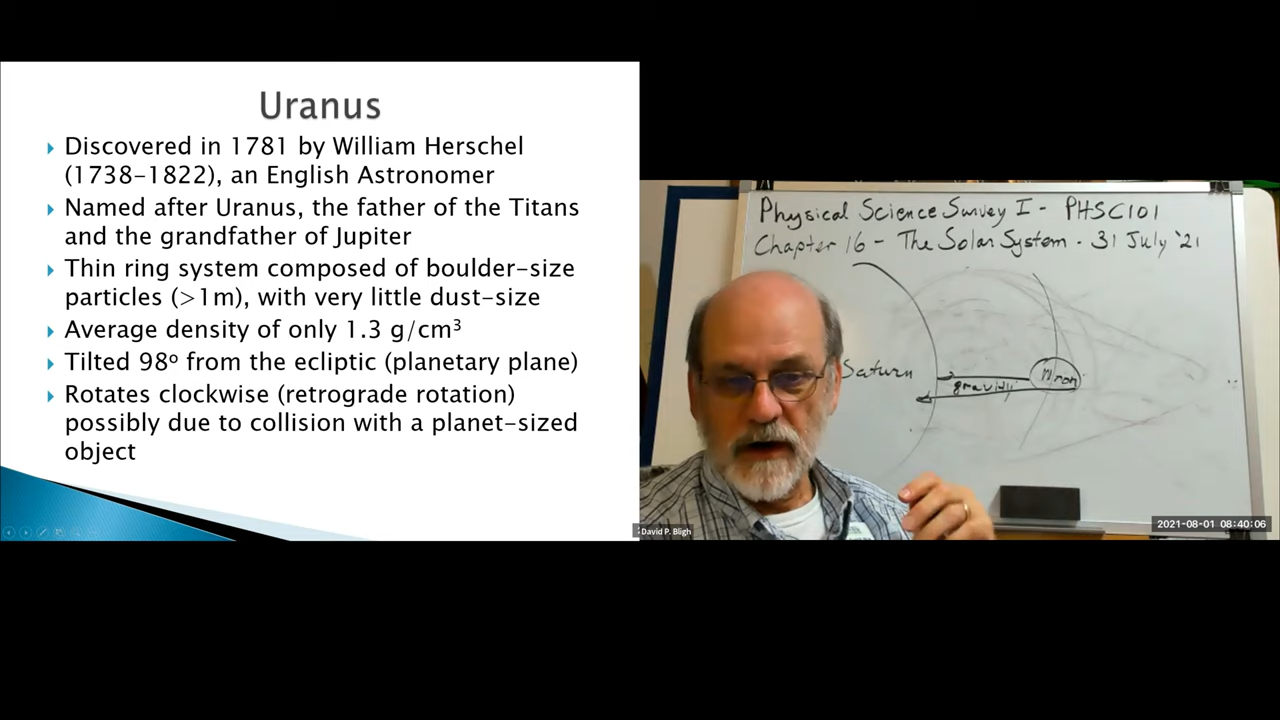 Uranus
Discovered in 1781 by William Herschel
(1738-1822), an English Astronomer
Named after Uranus, the father of the Titans
and the grandfather of Jupiter
Thin ring system composed of boulder-size
particles (>1m), with very little dust-size
Average density of only 1.3 g/cm³
Tilted 98º from the ecliptic (planetary plane)
Rotates clockwise (retrograde rotation)
possibly due to collision with a planet-sized
object
Physical Science Survey I - PHSC101
Chapter 16 - The Solar System. 31 July '21
Saturn
gravity
Moon
David P. Bligh
2021-08-01 08:40:06